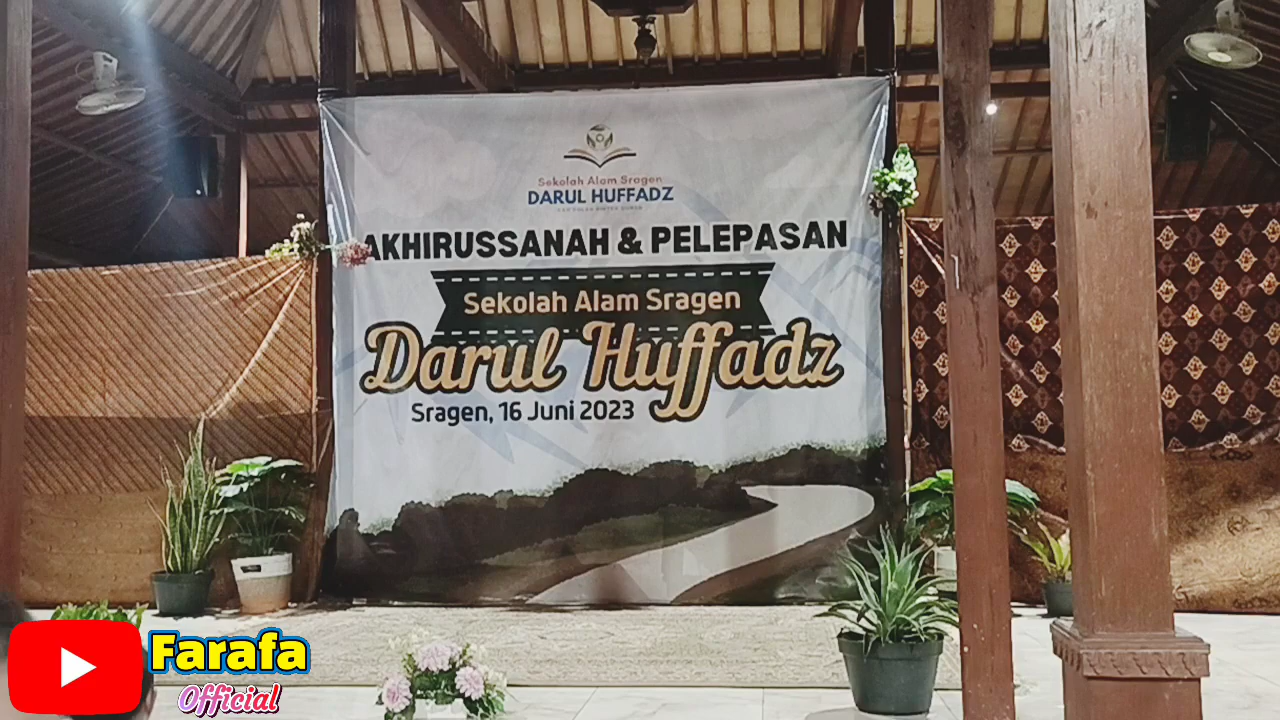 Sekolah Alam Sragen
DARUL HUFFADZ
AKHIRUSSANAH & PELEPASAN
Sekolah Alam Sragen
Darul Huffadz
Sragen, 16 Juni 2023
Farafa
Official